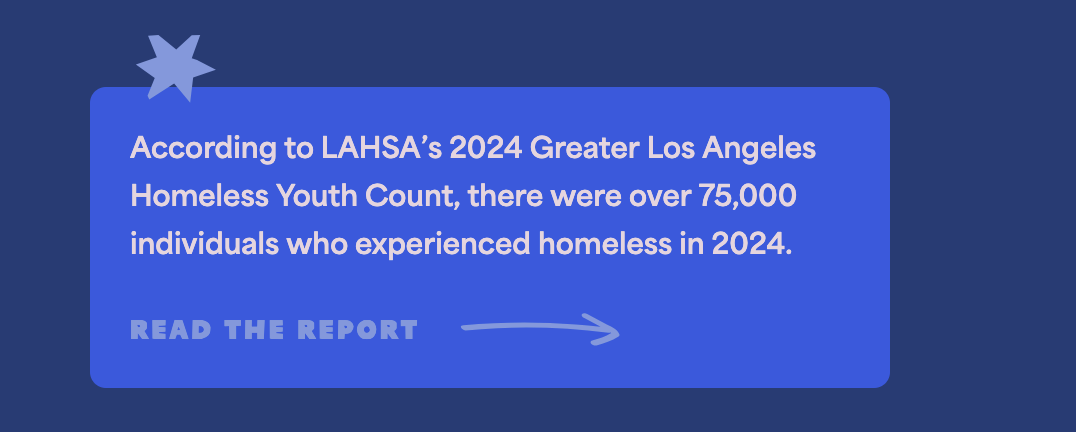 According to LAHSA’s 2024 Greater Los Angeles
Homeless Youth Count, there were over 75,000
individuals who experienced homeless in 2024.
READ THE REPORT